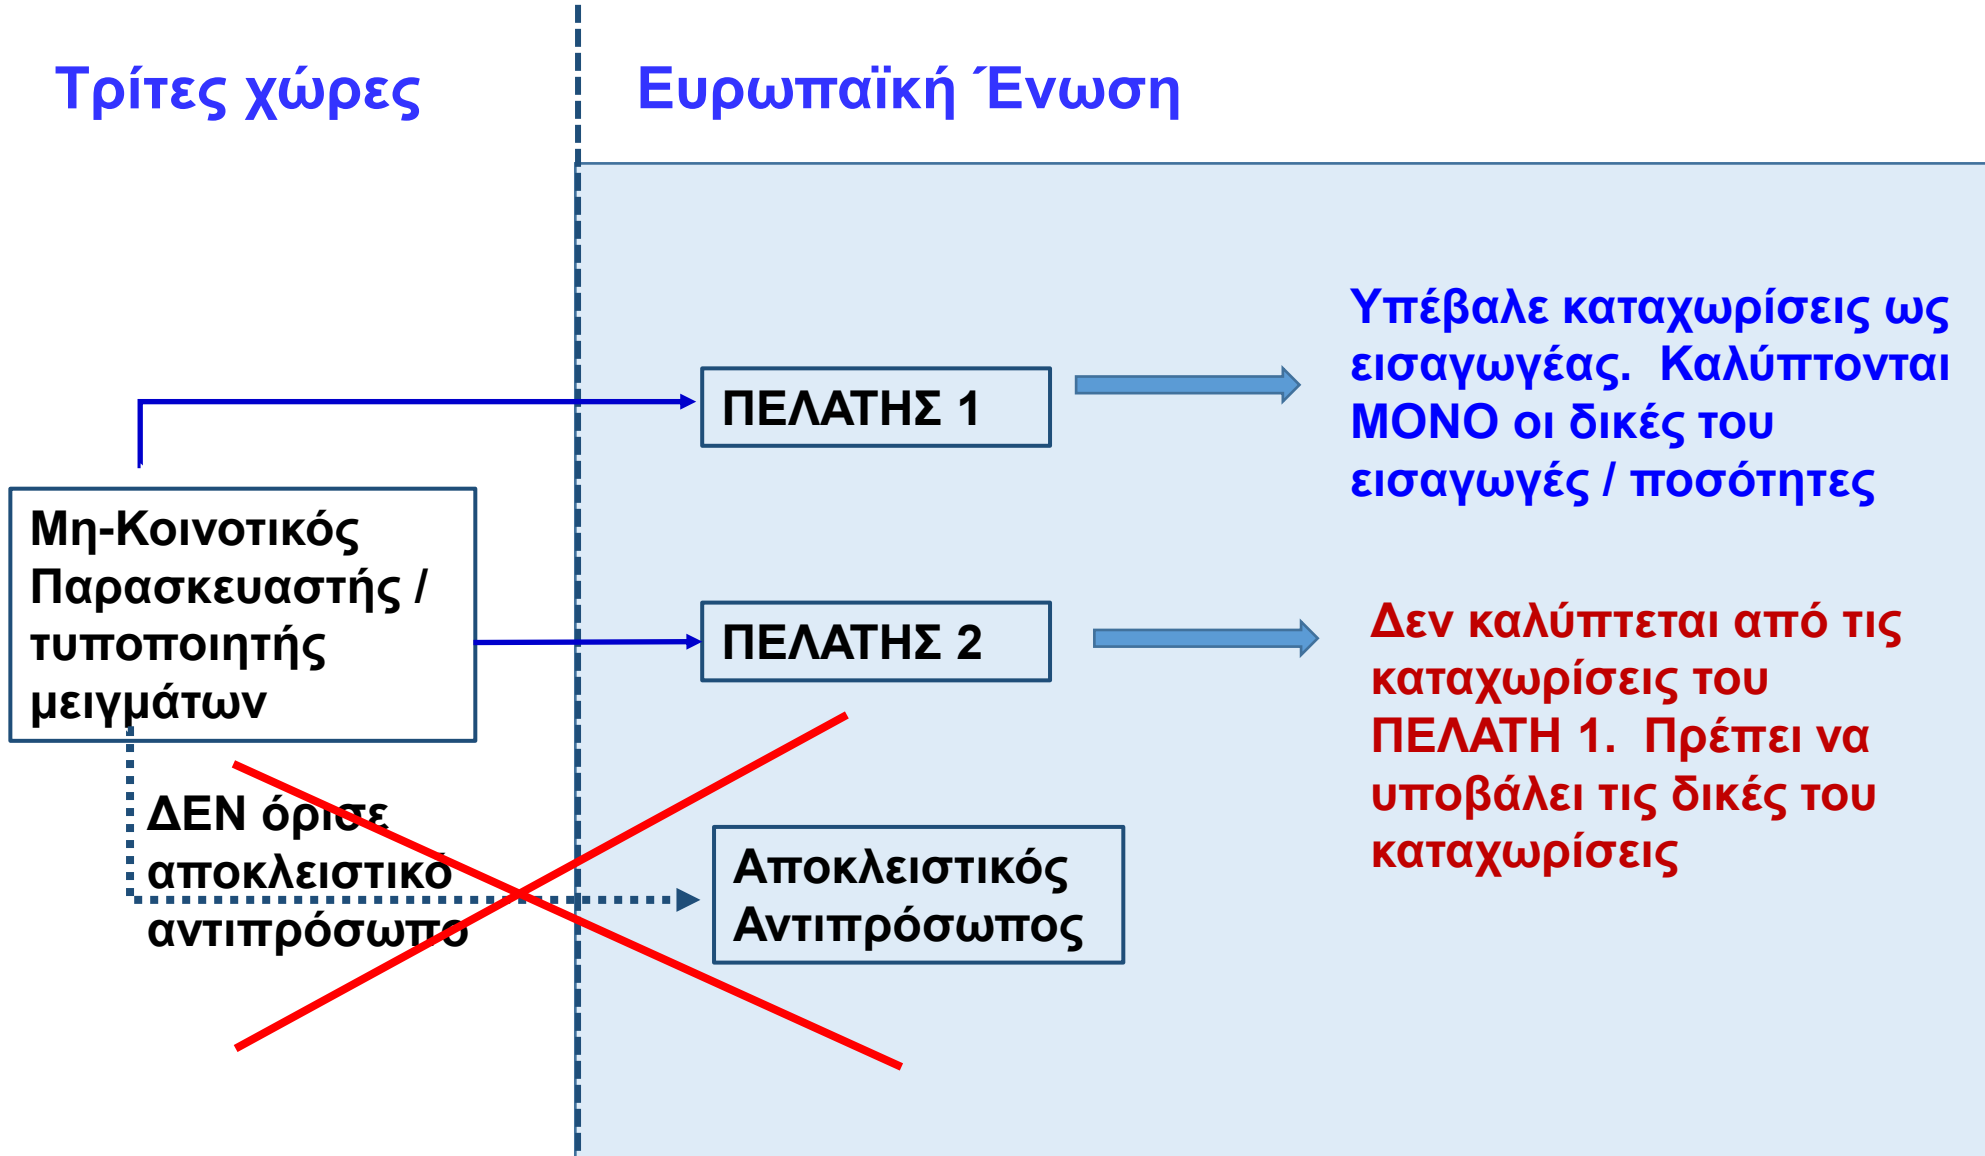 Τρίτες χώρες
Ευρωπαϊκή Ένωση
Υπέβαλε καταχωρίσεις ως
εισαγωγέας.  Καλύπτονται
ΜΟΝΟ οι δικές του
εισαγωγές / ποσότητες
ΠΕΛΑΤΗΣ 1
Μη-Κοινοτικός
Παρασκευαστής /
τυποποιητής
μειγμάτων
ΠΕΛΑΤΗΣ 2
Δεν καλύπτεται από τις
καταχωρίσεις του
ΠΕΛΑΤΗ 1.  Πρέπει να
υποβάλει τις δικές του
καταχωρίσεις
ΔΕΝ όρισε
αποκλειστικό
αντιπρόσωπο
Αποκλειστικός
Αντιπρόσωπος